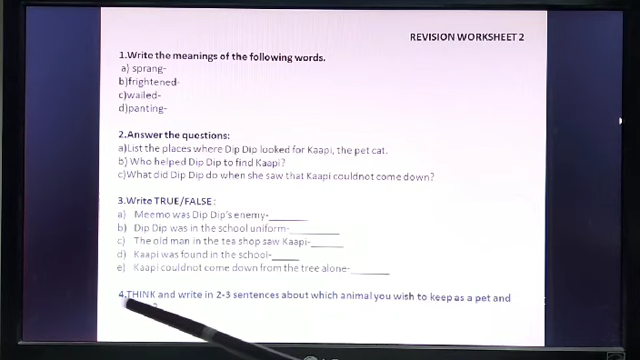 REVISION WORKSHEET 2
1.Write the meanings of the following words.
a) sprang-
b)frightened-
c)wailed-
d)panting-
2.Answer the questions:
a)List the places where Dip Dip looked for Kaapi, the pet cat.
b) Who helped Dip Dip to find Kaapi?
c)What did Dip Dip do when she saw that Kaapi couldnot come down?
3.Write TRUE/FALSE :
a) Meemo was Dip Dip's enemy-_______
b) Dip Dip was in the school uniform-_________
c) The old man in the tea shop saw Kaapi-______
d) Kaapi was found in the school-_____
e) Kaapi couldnot come down from the tree alone-_______
4.THINK and write in 2-3 sentences about which animal you wish to keep as a pet and